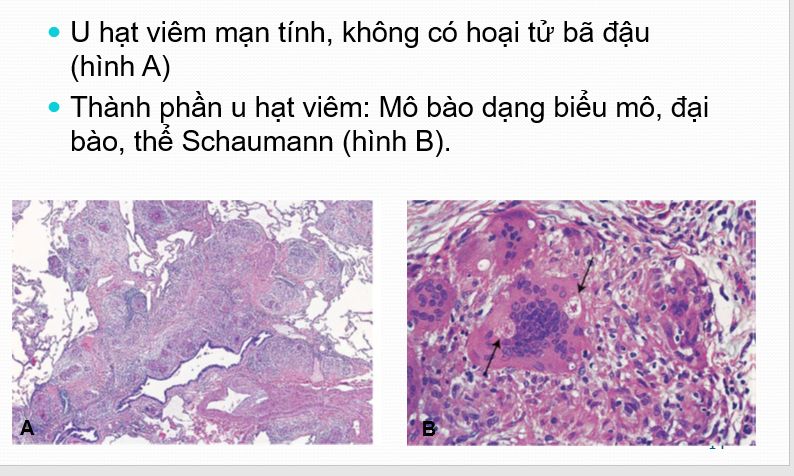 U hạt viêm mạn tính, không có hoại tử bã đậu
(hình A)
Thành phần u hạt viêm: Mô bào dạng biểu mô, đại
bào, thể Schaumann (hình B).
A
B